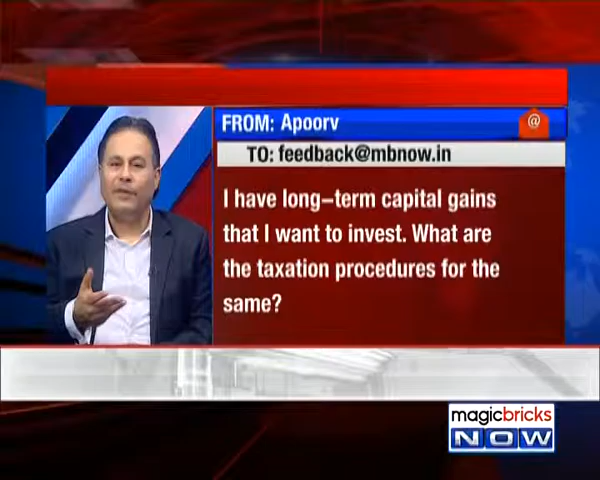 FROM: Apoorv
@
TO: feedback@mbnow.in
I have long-term capital gains
that I want to invest. What are
the taxation procedures for the
same?
magicbricks
NOW